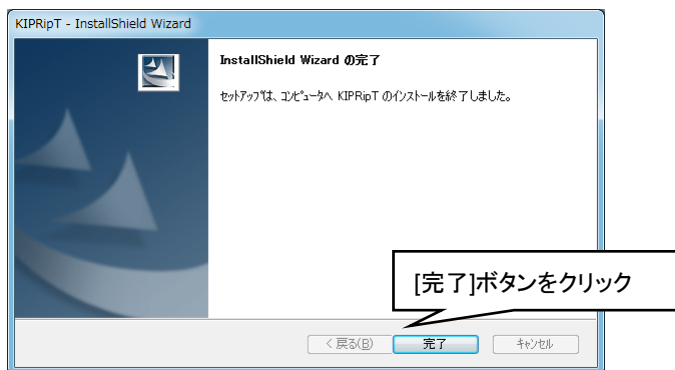 KIPRipT - InstallShield Wizard
InstallShield Wizard の完了
セットアップは、コンピュータへ KIPRipT のインストールを終了しました。
[完了]ボタンをクリック
< 戻る(B)
完了
キャンセル